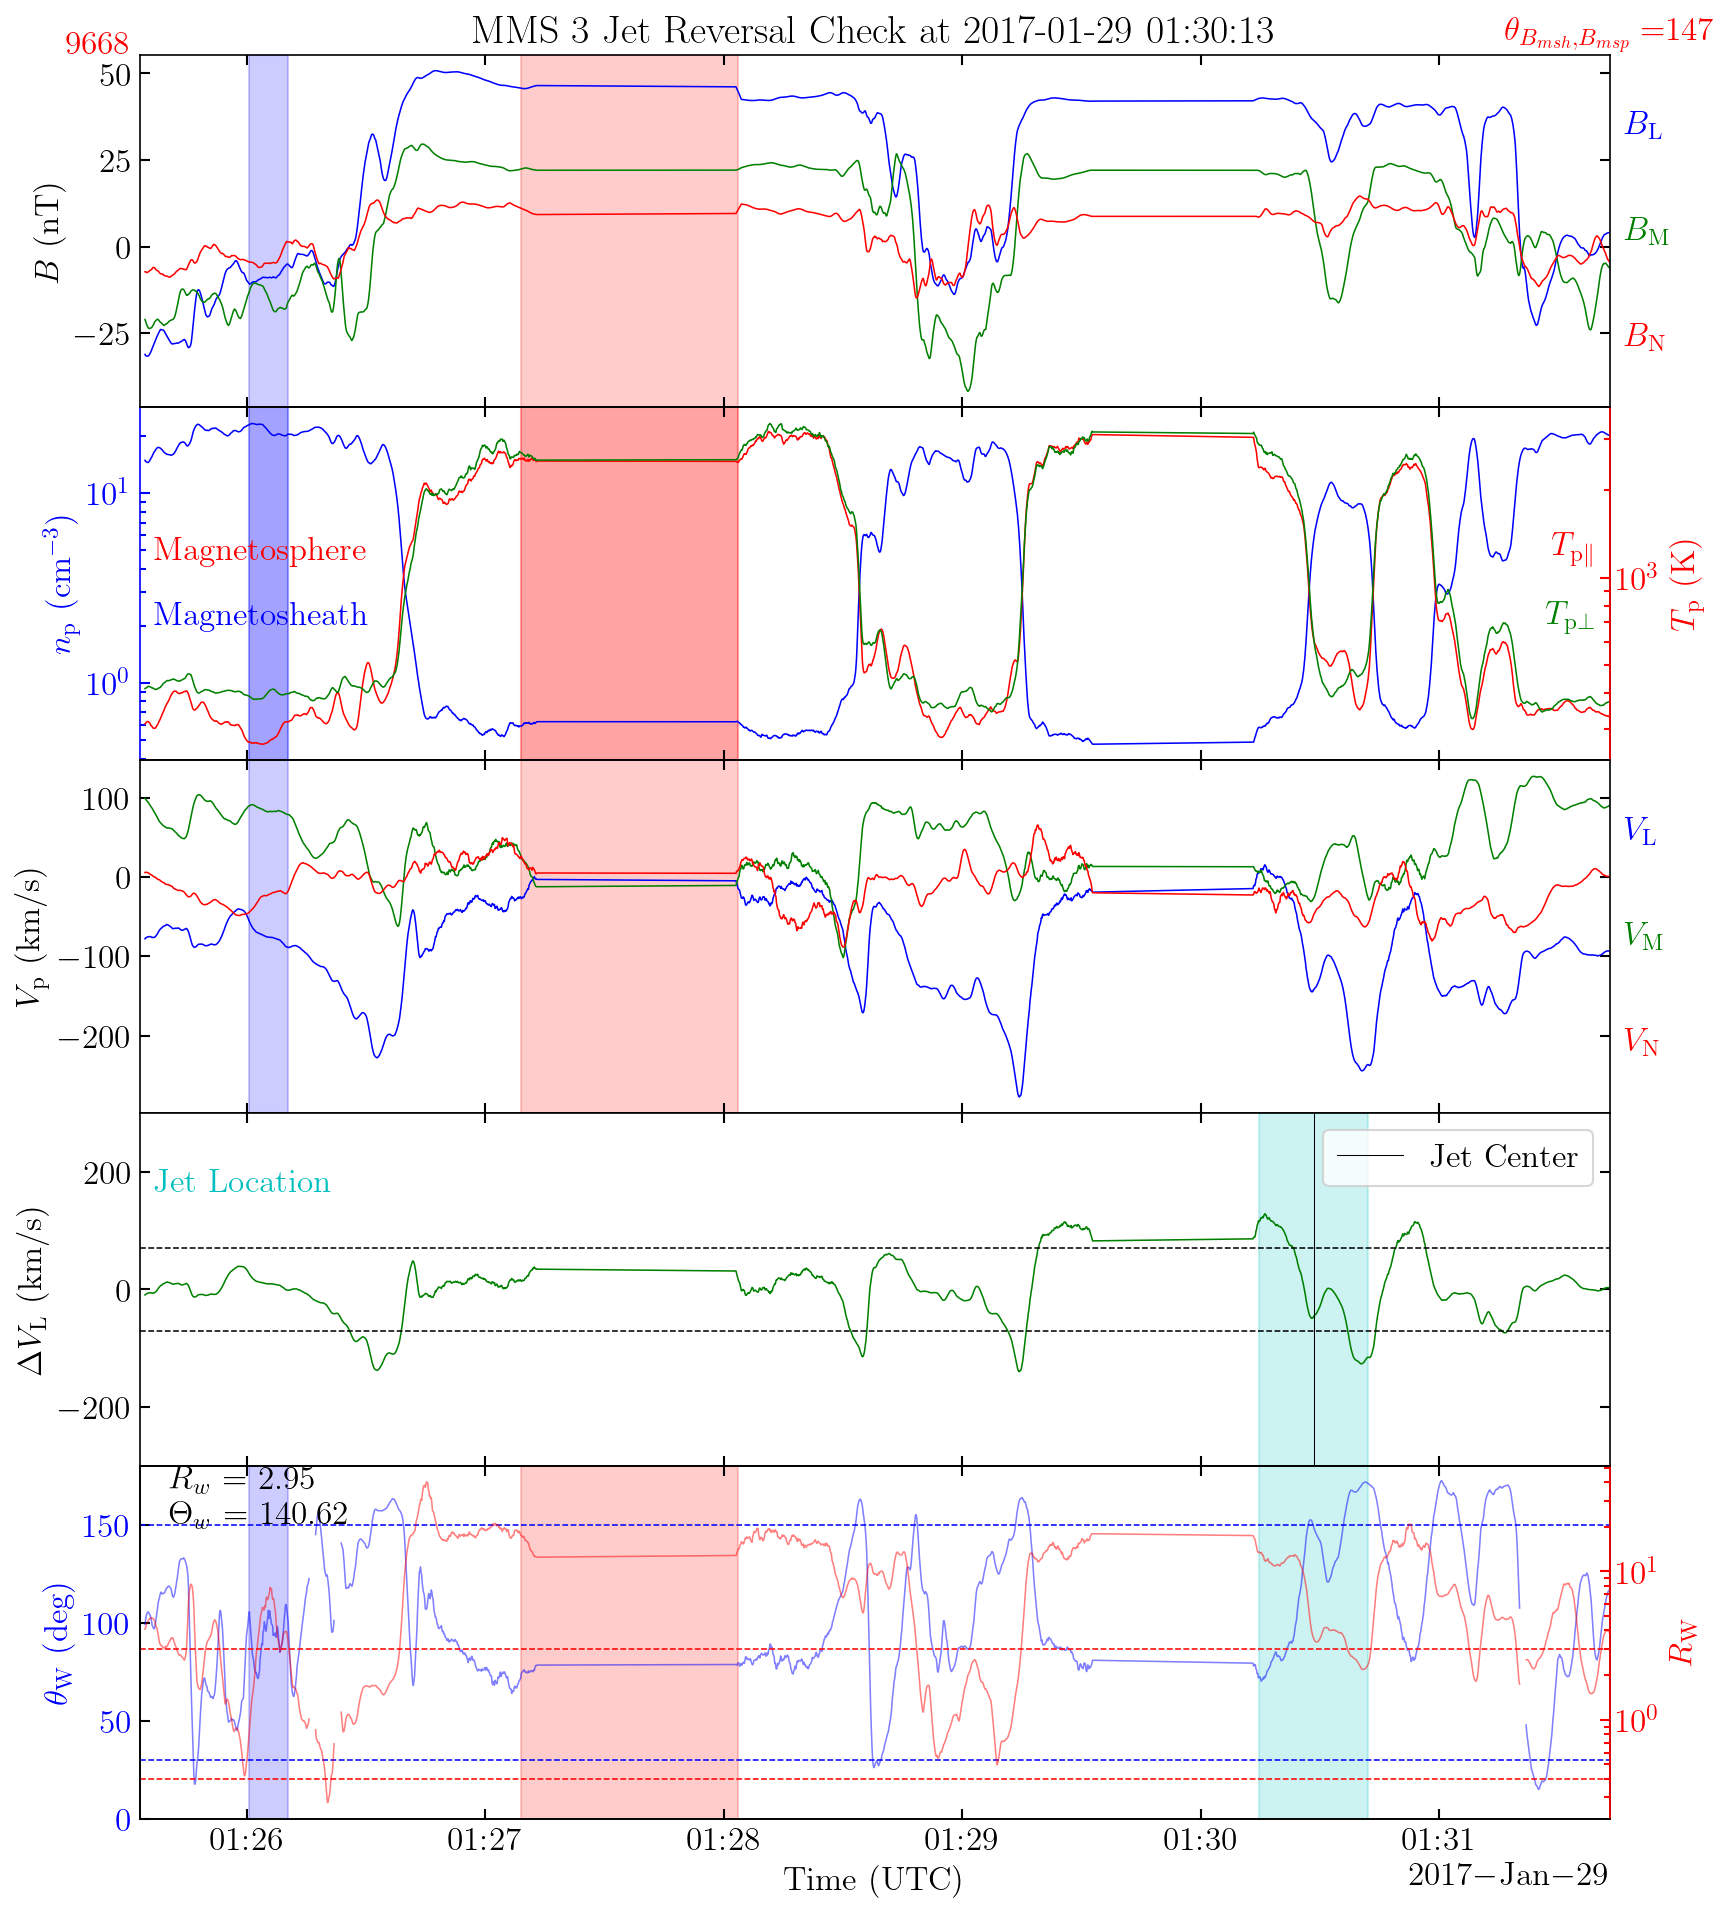 MMS 3 Jet Reversal Check at 2017-01-29 01:30:13
9668
θ_{B_{msh},B_{msp}} =147
50
25
0
−25
B (nT)
B_L
B_M
B_N
10^1
10^0
n_p (cm^{−3})
Magnetosphere
Magnetosheath
T_{p∥}
T_{p⊥}
10^3
T_p (K)
100
0
−100
−200
V_p (km/s)
V_L
V_M
V_N
200
0
−200
ΔV_L (km/s)
Jet Location
Jet Center
R_w = 2.95
Θ_w = 140.62
150
100
50
0
θ_W (deg)
10^1
10^0
R_W
01:26 01:27 01:28 01:29 01:30 01:31
Time (UTC)
2017−Jan−29